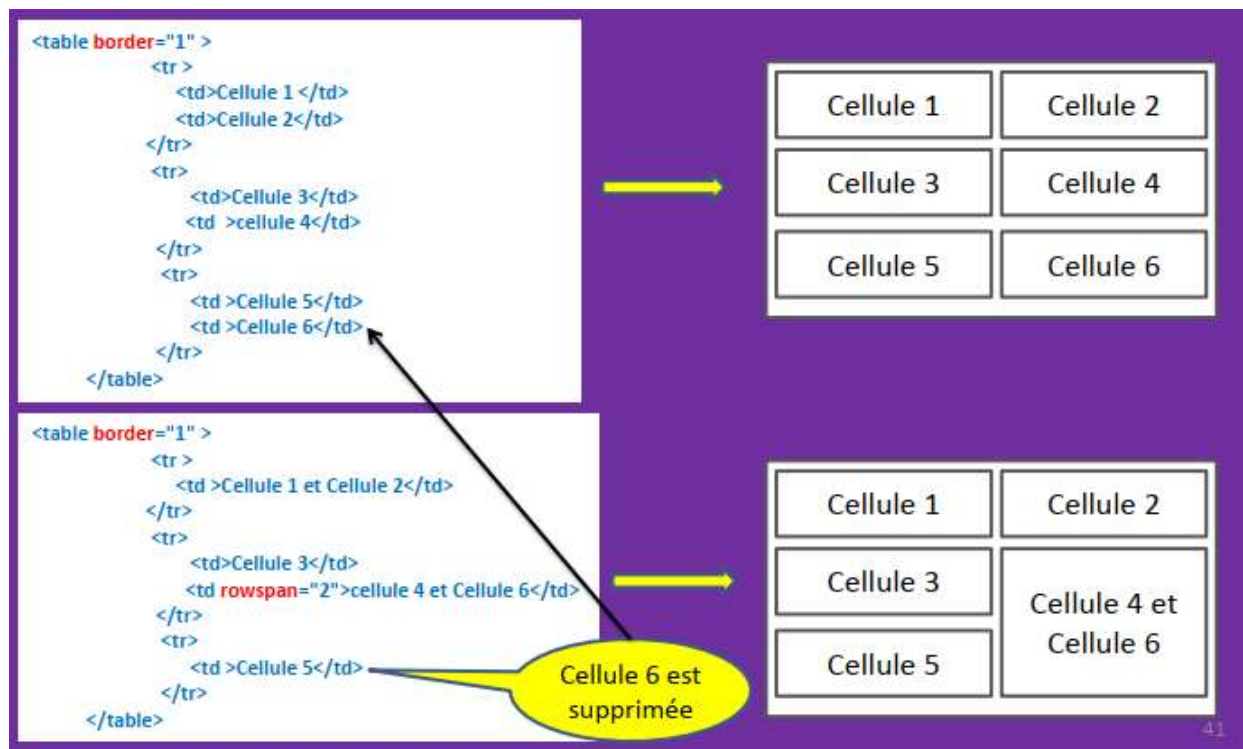 <table border="1" >
<tr >
<td>Cellule 1 </td>
<td>Cellule 2</td>
</tr>
<tr>
<td>Cellule 3</td>
<td  >cellule 4</td>
</tr>
<tr>
<td >Cellule 5</td>
<td >Cellule 6</td>
</tr>
</table>
Cellule 1 Cellule 2
Cellule 3 Cellule 4
Cellule 5 Cellule 6
<table border="1" >
<tr >
<td >Cellule 1 et Cellule 2</td>
</tr>
<tr>
<td>Cellule 3</td>
<td rowspan="2">cellule 4 et Cellule 6</td>
</tr>
<tr>
<td >Cellule 5</td>
</tr>
</table>
Cellule 6 est
supprimée
Cellule 1 Cellule 2
Cellule 3
Cellule 4 et
Cellule 6
Cellule 5
41